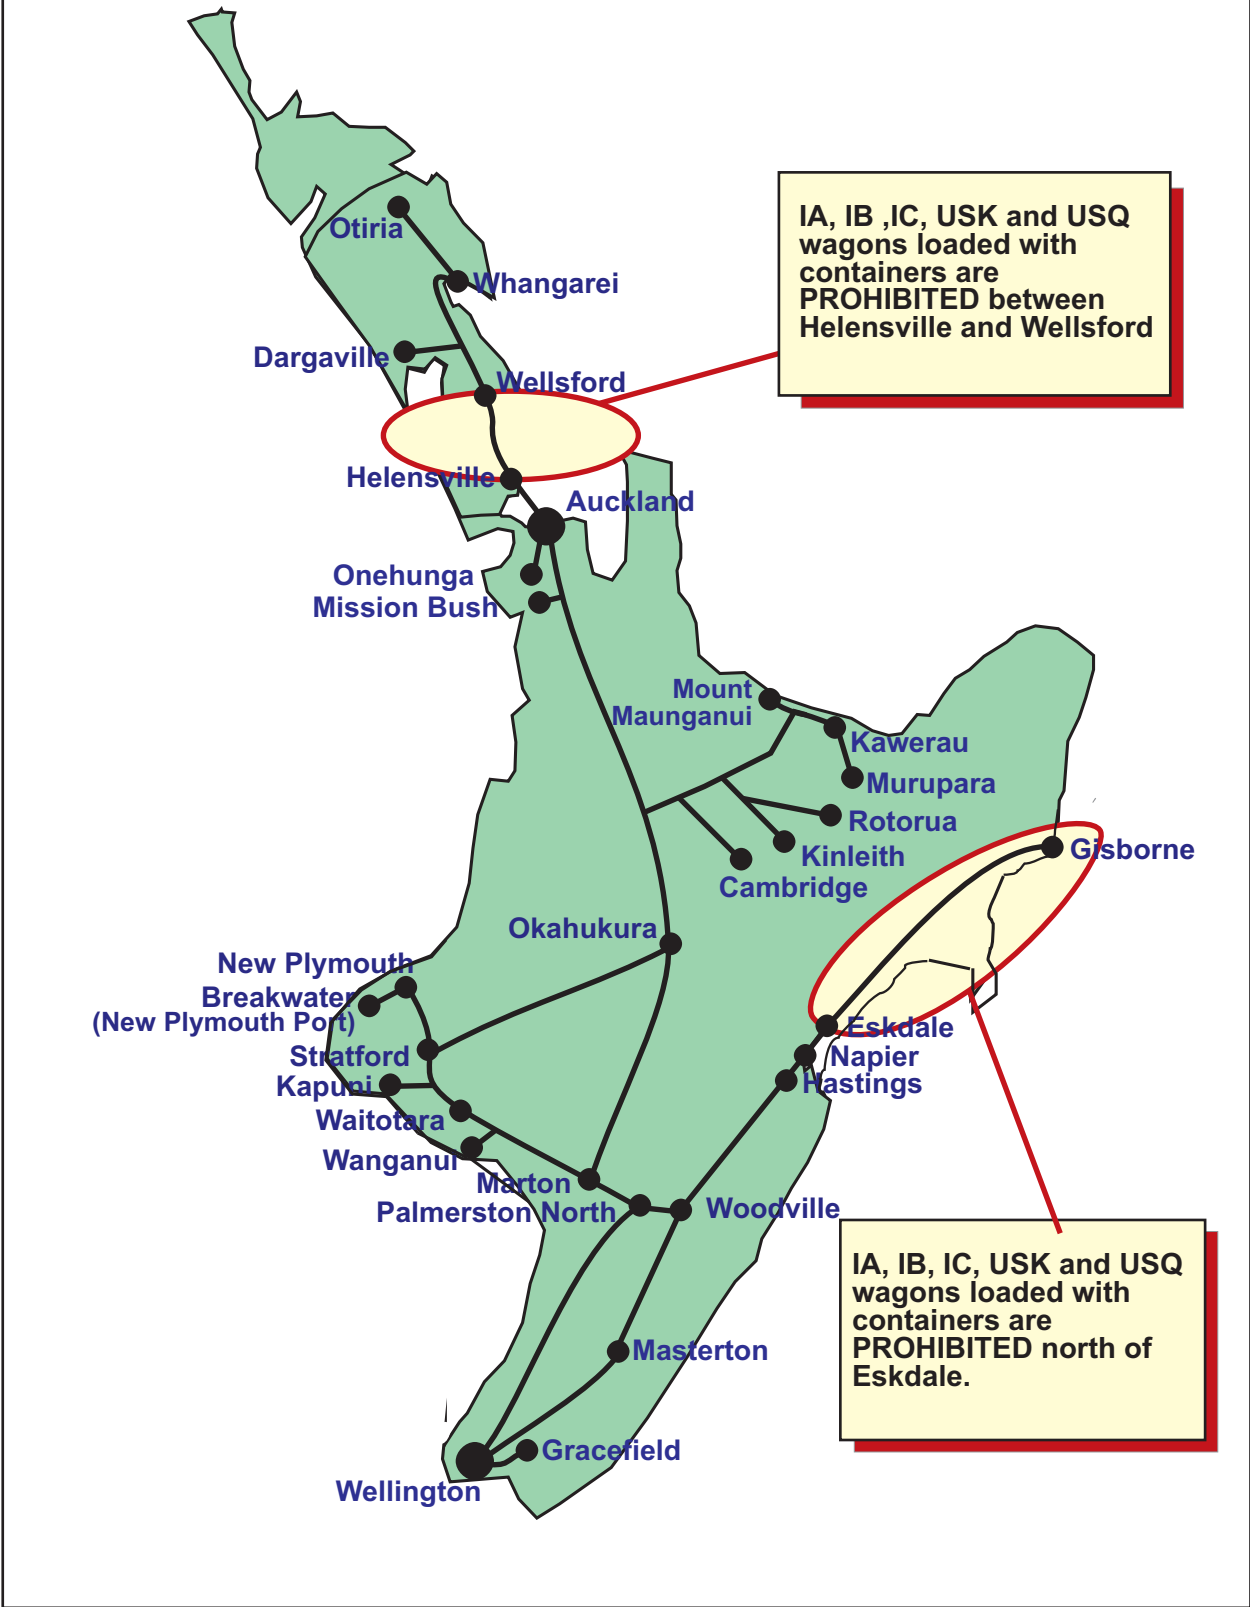 IA, IB ,IC, USK and USQ
wagons loaded with
containers are
PROHIBITED between
Helensville and Wellsford
Otiria
Whangarei
Dargaville
Wellsford
Helensville
Auckland
Onehunga
Mission Bush
Mount
Maunganui
Kawerau
Murupara
Rotorua
Kinleith
Cambridge
Gisborne
Okahukura
New Plymouth
Breakwater
(New Plymouth Port)
Stratford
Kapuni
Waitotara
Wanganui
Eskdale
Napier
Hastings
Marton
Palmerston North
Woodville
IA, IB, IC, USK and USQ
wagons loaded with
containers are
PROHIBITED north of
Eskdale.
Masterton
Gracefield
Wellington